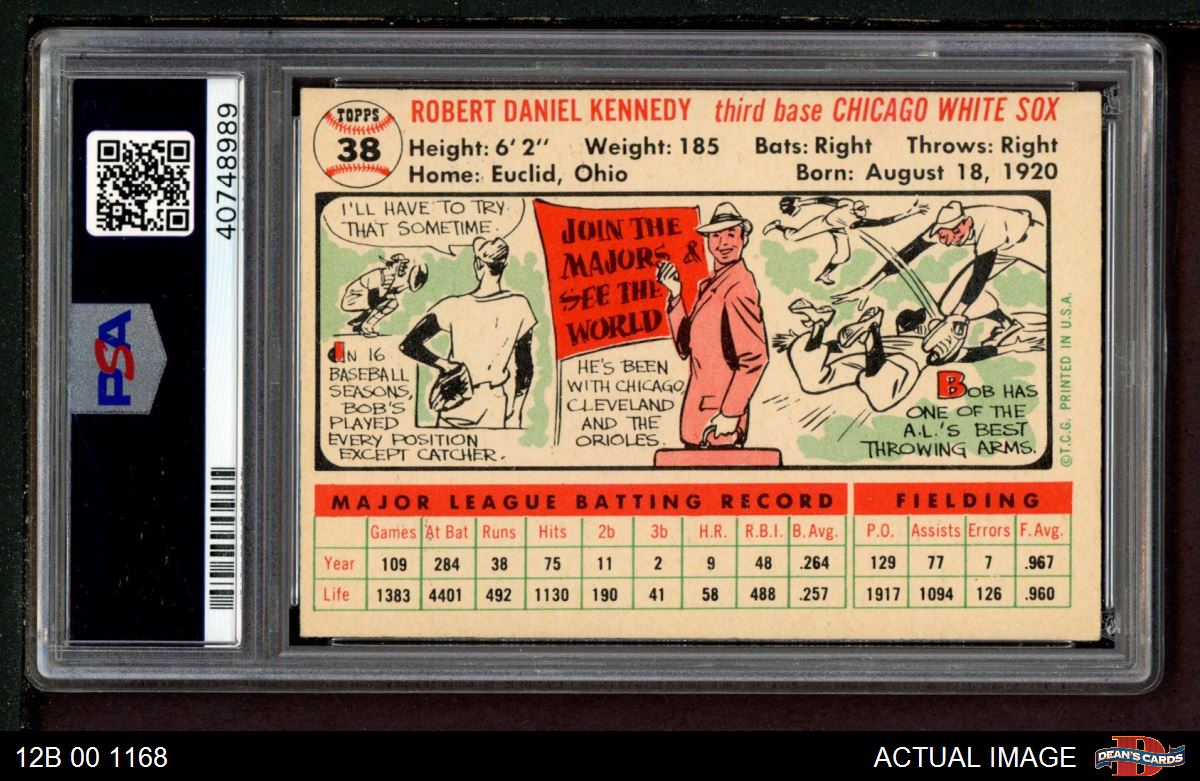 PSA
40748989
TOPPS
38
ROBERT DANIEL KENNEDY third base CHICAGO WHITE SOX
Height: 6' 2" Weight: 185 Bats: Right Throws: Right
Home: Euclid, Ohio Born: August 18, 1920
I'LL HAVE TO TRY
THAT SOMETIME.
IN 16
BASEBALL
SEASONS,
BOB'S
PLAYED
EVERY POSITION
EXCEPT CATCHER.
JOIN THE
MAJORS &
SEE THE
WORLD
HE'S BEEN
WITH CHICAGO,
CLEVELAND
AND THE
ORIOLES.
BOB HAS
ONE OF THE
A.L.'S BEST
THROWING ARMS.
©T.C.G. PRINTED IN U.S.A.
MAJOR LEAGUE BATTING RECORD FIELDING
Games At Bat Runs Hits 2b 3b H.R. R.B.I. B. Avg. P.O. Assists Errors F. Avg.
Year 109 284 38 75 11 2 9 48 .264 129 77 7 .967
Life 1383 4401 492 1130 190 41 58 488 .257 1917 1094 126 .960
12B 00 1168 ACTUAL IMAGE
D
DEAN'S CARDS